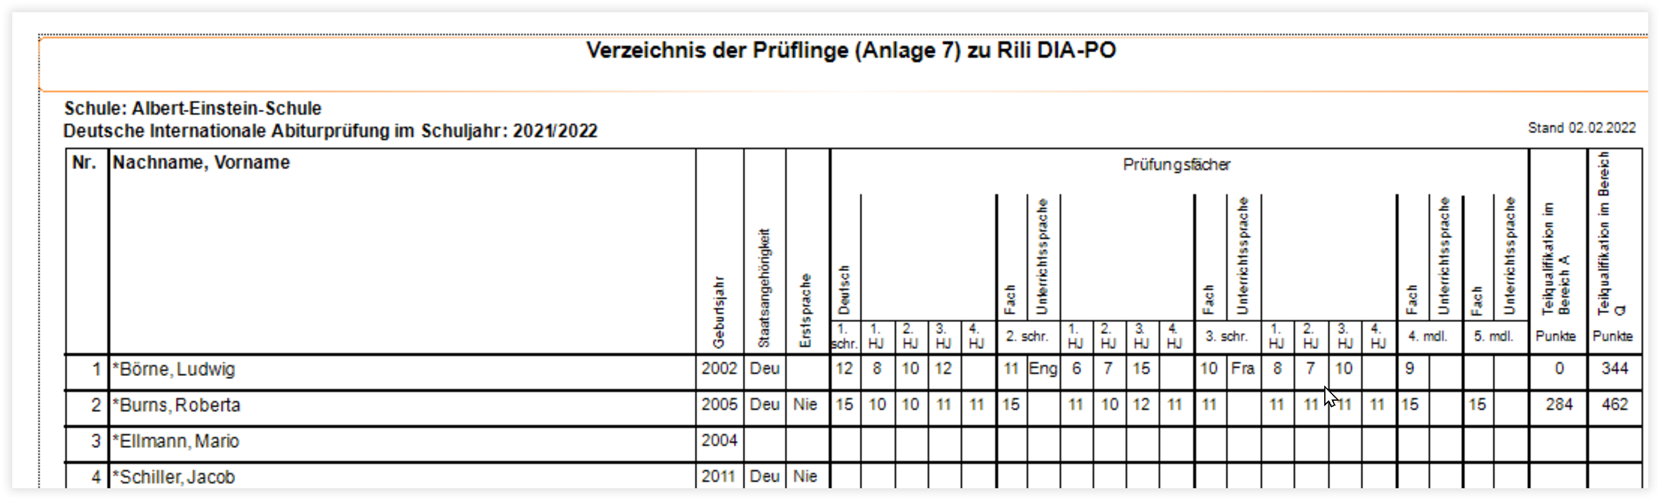 Verzeichnis der Prüflinge (Anlage 7) zu Rili DIA-PO
Schule: Albert-Einstein-Schule
Deutsche Internationale Abiturprüfung im Schuljahr: 2021/2022
Stand 02.02.2022
Nr. Nachname, Vorname Geburtsjahr Staatsangehörigkeit Erstsprache Prüfungsfächer Teilqualifikation im Bereich A Teilqualifikation im Bereich Q
Deutsch Fach Unterrichtssprache Fach Unterrichtssprache Fach Unterrichtssprache Fach Unterrichtssprache
1. schr. 1. HJ 2. HJ 3. HJ 4. HJ 2. schr. 1. HJ 2. HJ 3. HJ 4. HJ 3. schr. 1. HJ 2. HJ 3. HJ 4. HJ 4. mdl. 5. mdl. Punkte Punkte
1 *Börne, Ludwig 2002 Deu 12 8 10 12 11 Eng 6 7 15 10 Fra 8 7 10 9 0 344
2 *Burns, Roberta 2005 Deu Nie 15 10 10 11 11 15 11 10 12 11 11 11 11 11 11 15 15 284 462
3 *Ellmann, Mario 2004
4 *Schiller, Jacob 2011 Deu Nie